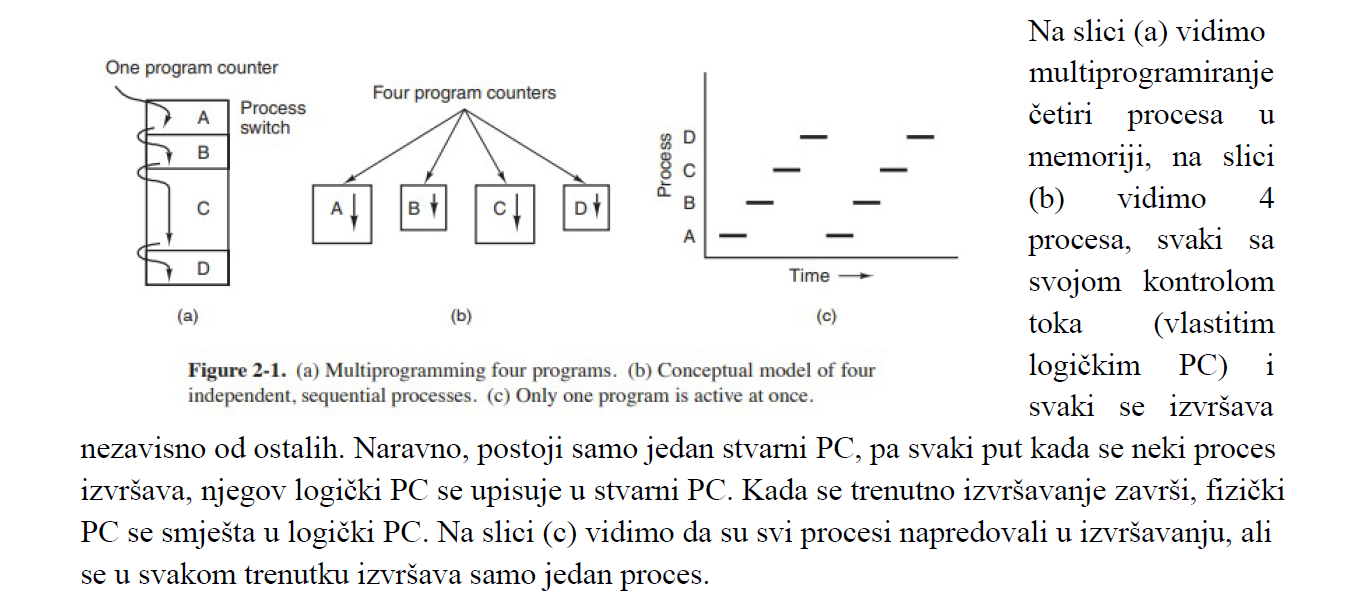 One program counter
A
B
C
D
Process
switch
(a)
Four program counters
A
B
C
D
(b)
Process
D
C
B
A
Time
(c)
Figure 2-1. (a) Multiprogramming four programs. (b) Conceptual model of four
independent, sequential processes. (c) Only one program is active at once.
Na slici (a) vidimo
multiprogramiranje
četiri procesa u
memoriji, na slici
(b) vidimo 4
procesa, svaki sa
svojom kontrolom
toka (vlastitim
logičkim PC) i
svaki se izvršava
nezavisno od ostalih. Naravno, postoji samo jedan stvarni PC, pa svaki put kada se neki proces
izvršava, njegov logički PC se upisuje u stvarni PC. Kada se trenutno izvršavanje završi, fizički
PC se smješta u logički PC. Na slici (c) vidimo da su svi procesi napredovali u izvršavanju, ali
se u svakom trenutku izvršava samo jedan proces.